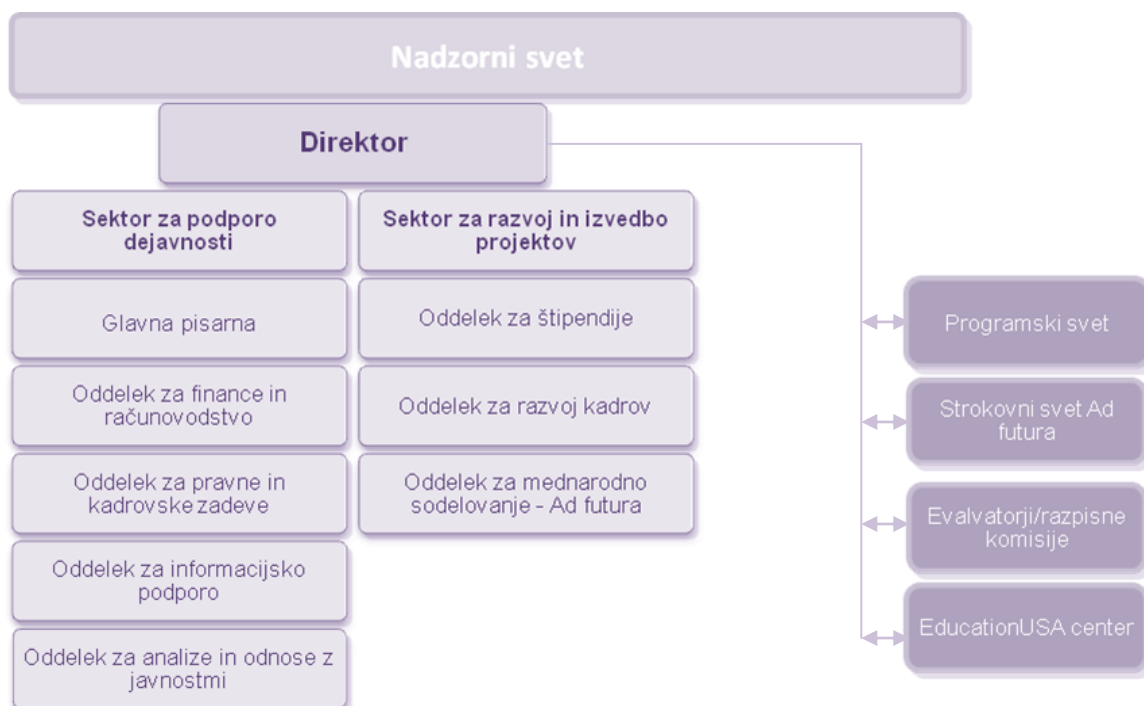 Nadzorni svet
Direktor
Sektor za podporo
dejavnosti
Glavna pisarna
Oddelek za finance in
računovodstvo
Oddelek za pravne in
kadrovske zadeve
Oddelek za informacijsko
podporo
Oddelek za analize in odnose z
javnostmi
Sektor za razvoj in izvedbo
projektov
Oddelek za štipendije
Oddelek za razvoj kadrov
Oddelek za mednarodno
sodelovanje - Ad futura
Programski svet
Strokovni svet Ad
futura
Evalvatorji/razpisne
komisije
EducationUSA center